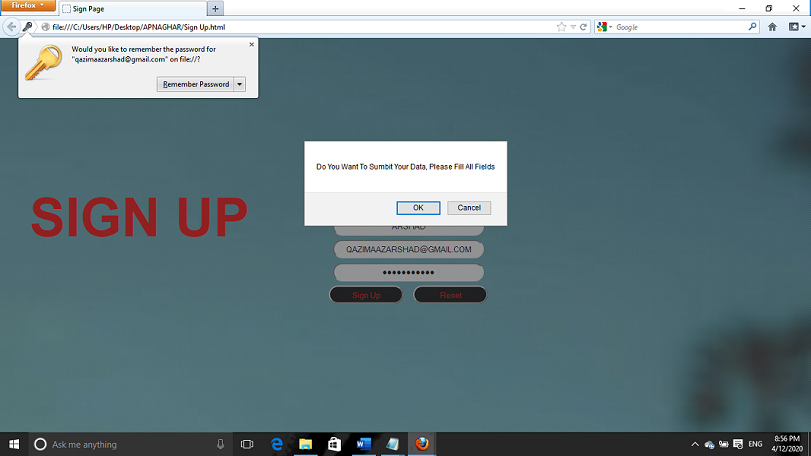 Firefox
Sign Page
file:///C:/Users/HP/Desktop/APNAGHAR/Sign Up.html
Google
Would you like to remember the password for
"qazimaazarshad@gmail.com" on file://?
Remember Password
Do You Want To Sumbit Your Data, Please Fill All Fields
OK Cancel
SIGN UP
ARSHAD
QAZIMAAZARSHAD@GMAIL.COM
•••••••••••
Sign Up Reset
Ask me anything
ENG
8:56 PM
4/12/2020